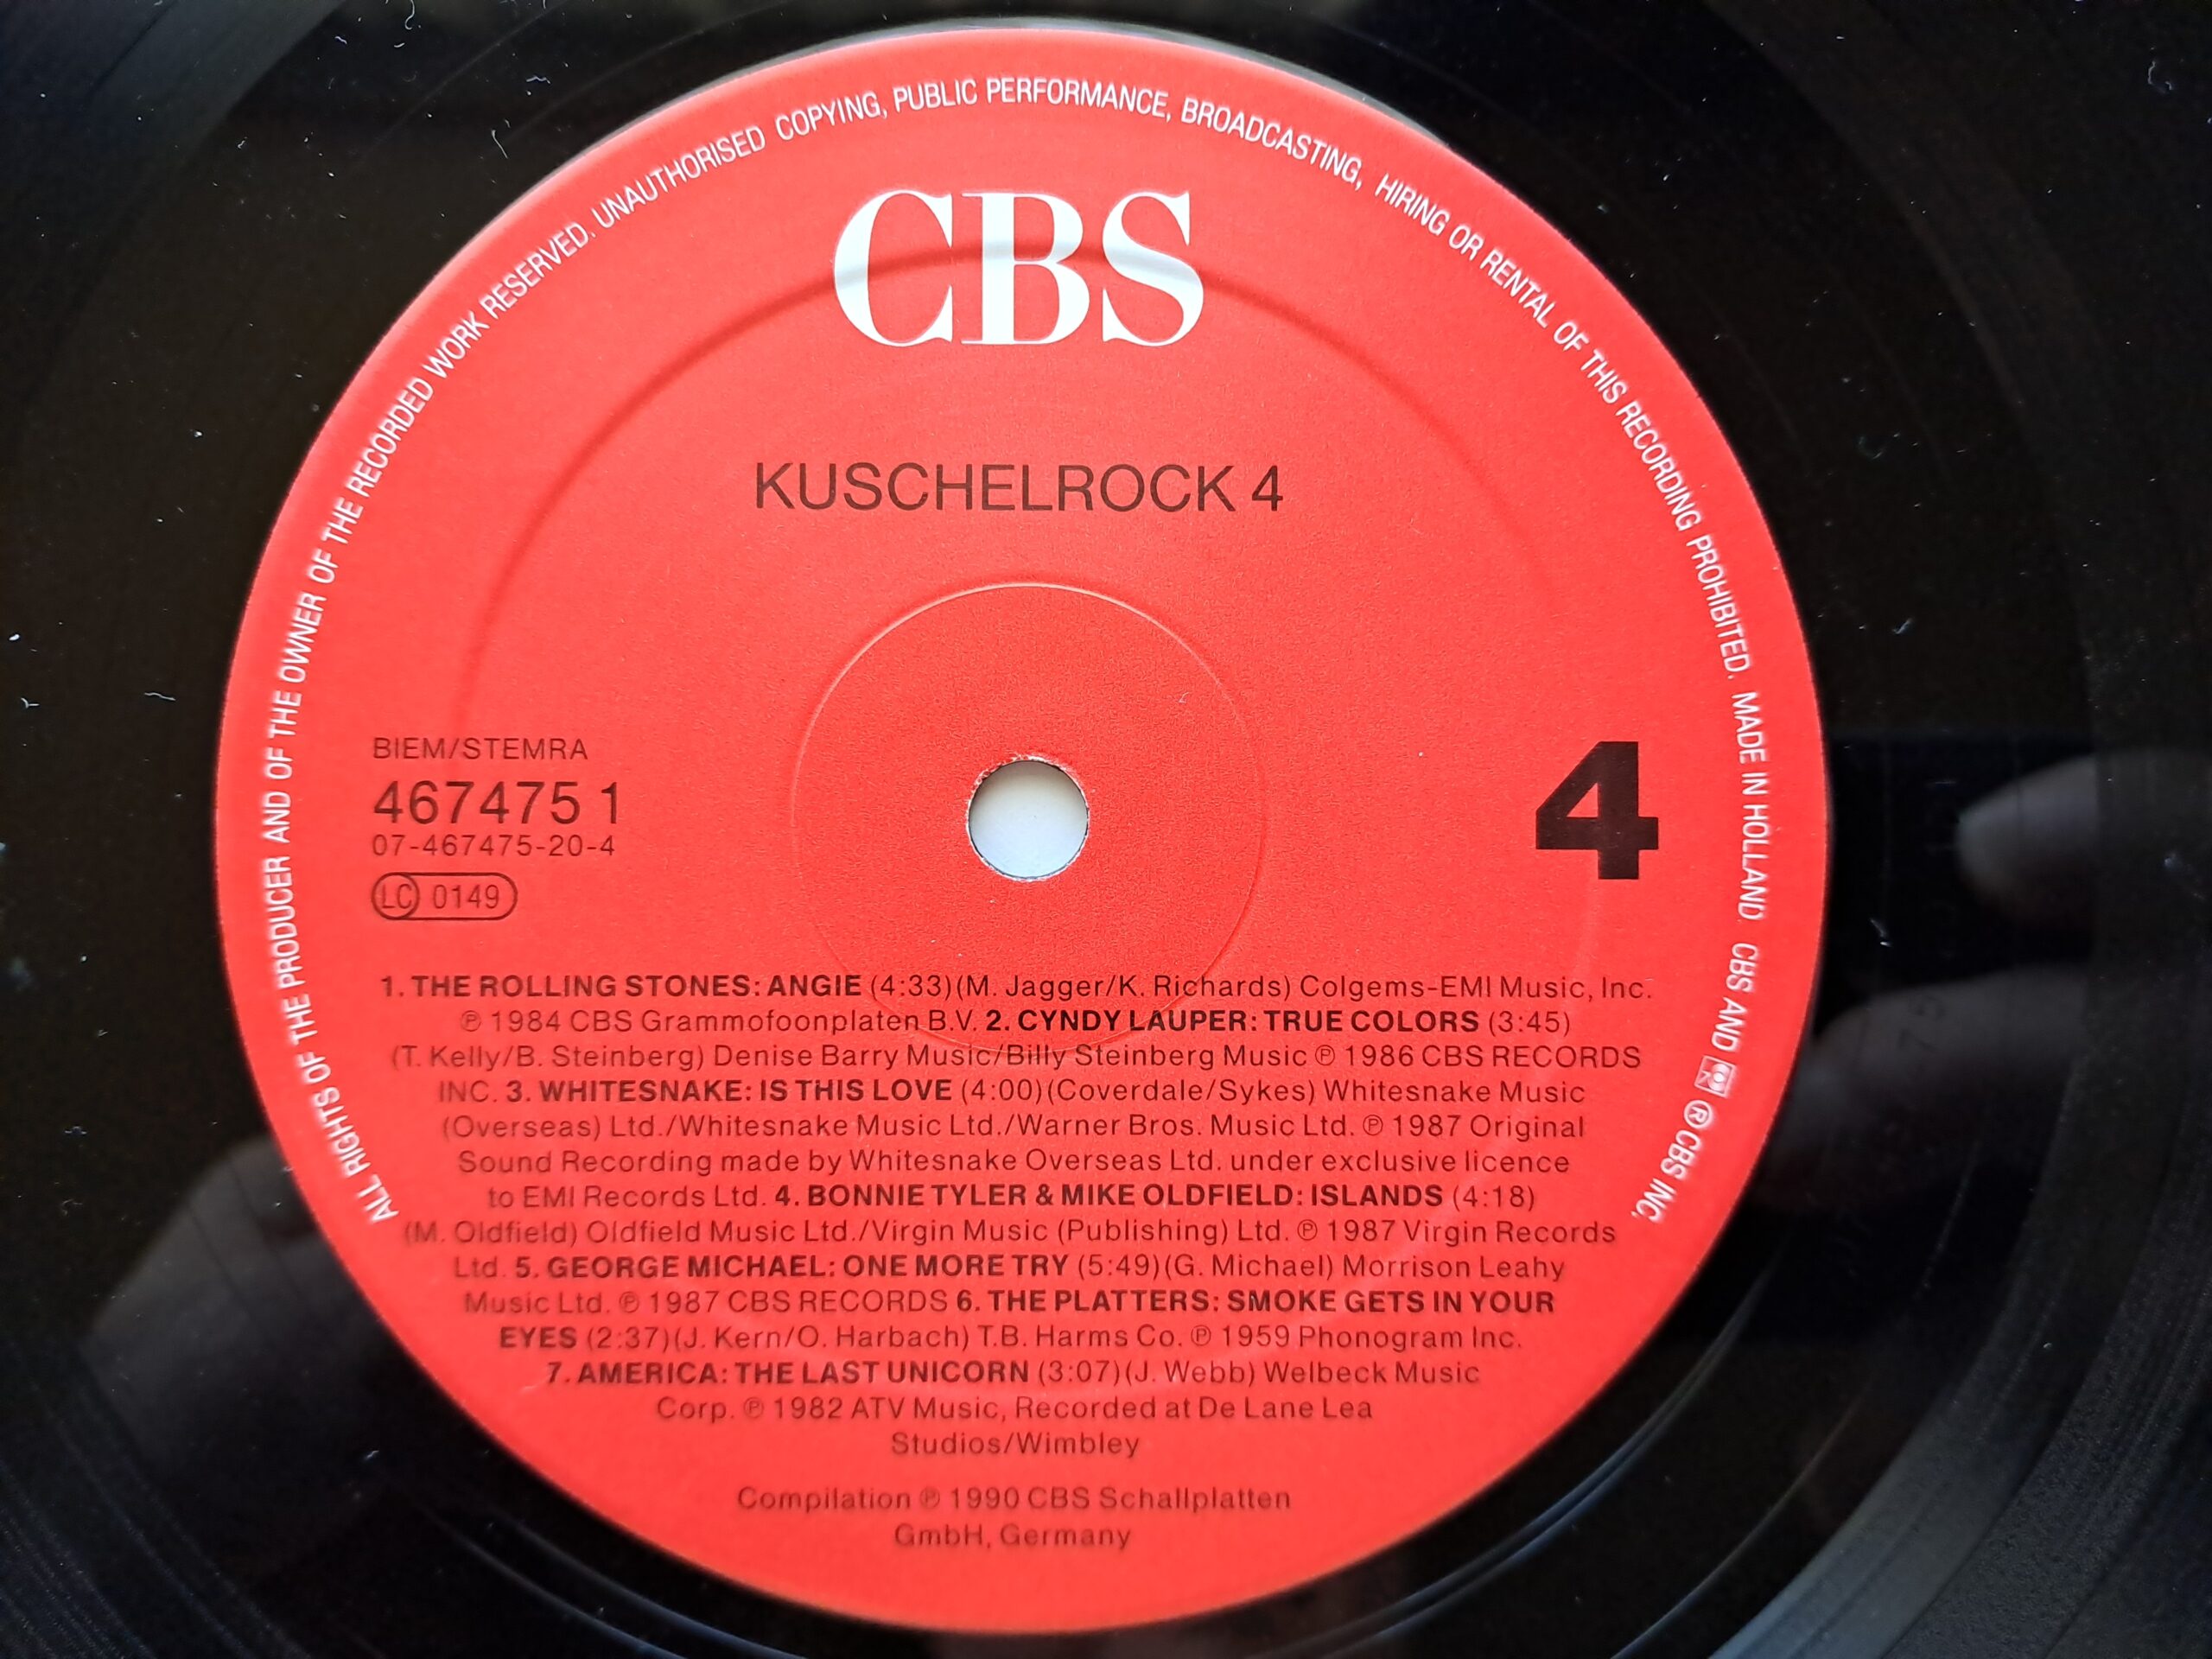 ALL RIGHTS OF THE PRODUCER AND OF THE OWNER OF THE RECORDED WORK RESERVED. UNAUTHORISED COPYING, PUBLIC PERFORMANCE, BROADCASTING, HIRING OR RENTAL OF THIS RECORDING PROHIBITED. MADE IN HOLLAND. CBS AND ® CBS INC.
CBS
KUSCHELROCK 4
BIEM/STEMRA
467475 1
07-467475-20-4
LC 0149
4
1. THE ROLLING STONES: ANGIE (4:33)(M. Jagger/K. Richards) Colgems-EMI Music, Inc.
℗ 1984 CBS Grammofoonplaten B.V. 2. CYNDY LAUPER: TRUE COLORS (3:45)
(T. Kelly/B. Steinberg) Denise Barry Music/Billy Steinberg Music ℗ 1986 CBS RECORDS
INC. 3. WHITESNAKE: IS THIS LOVE (4:00)(Coverdale/Sykes) Whitesnake Music
(Overseas) Ltd./Whitesnake Music Ltd./Warner Bros. Music Ltd. ℗ 1987 Original
Sound Recording made by Whitesnake Overseas Ltd. under exclusive licence
to EMI Records Ltd. 4. BONNIE TYLER & MIKE OLDFIELD: ISLANDS (4:18)
(M. Oldfield) Oldfield Music Ltd./Virgin Music (Publishing) Ltd. ℗ 1987 Virgin Records
Ltd. 5. GEORGE MICHAEL: ONE MORE TRY (5:49)(G. Michael) Morrison Leahy
Music Ltd. ℗ 1987 CBS RECORDS 6. THE PLATTERS: SMOKE GETS IN YOUR
EYES (2:37)(J. Kern/O. Harbach) T.B. Harms Co. ℗ 1959 Phonogram Inc.
7. AMERICA: THE LAST UNICORN (3:07)(J. Webb) Welbeck Music
Corp. ℗ 1982 ATV Music, Recorded at De Lane Lea
Studios/Wimbley
Compilation ℗ 1990 CBS Schallplatten
GmbH, Germany